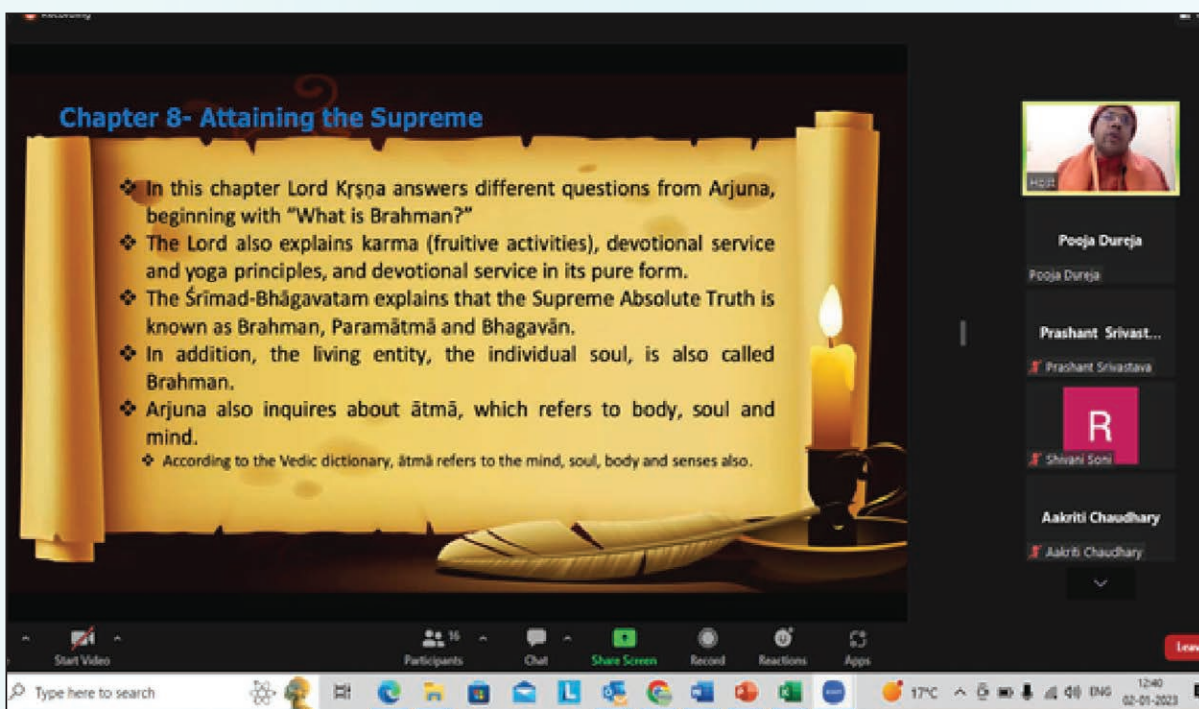 Recording
Chapter 8- Attaining the Supreme
❖ In this chapter Lord Kṛṣṇa answers different questions from Arjuna,
beginning with “What is Brahman?”
❖ The Lord also explains karma (fruitive activities), devotional service
and yoga principles, and devotional service in its pure form.
❖ The Śrīmad-Bhāgavatam explains that the Supreme Absolute Truth is
known as Brahman, Paramātmā and Bhagavān.
❖ In addition, the living entity, the individual soul, is also called
Brahman.
❖ Arjuna also inquires about ātmā, which refers to body, soul and
mind.
❖ According to the Vedic dictionary, ātmā refers to the mind, soul, body and senses also.
Host
Pooja Dureja
Pooja Dureja
Prashant Srivast...
Prashant Srivastava
R
Shivani Soni
Aakriti Chaudhary
Aakriti Chaudhary
Start Video
16
Participants
Chat
Share Screen
Record
Reactions
Apps
Leav
Type here to search
17°C
ENG
12:40
02-01-2023